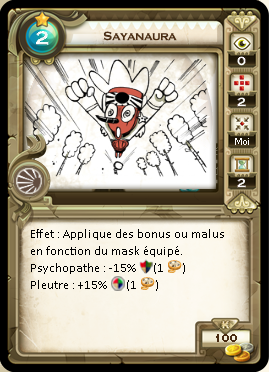 Sayanaura
2
0
2
Moi
2
Effet : Applique des bonus ou malus
en fonction du mask équipé.
Psychopathe : -15% (1 )
Pleutre : +15% (1 )
K
100